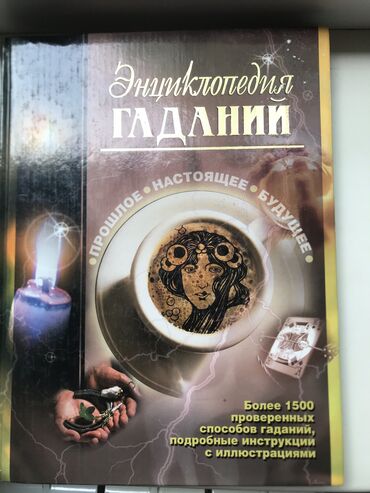 Энциклопедия
ГАДАНИЙ
• ПРОШЛОЕ • НАСТОЯЩЕЕ • БУДУЩЕЕ •
Более 1500
проверенных
способов гаданий,
подробные инструкции
с иллюстрациями